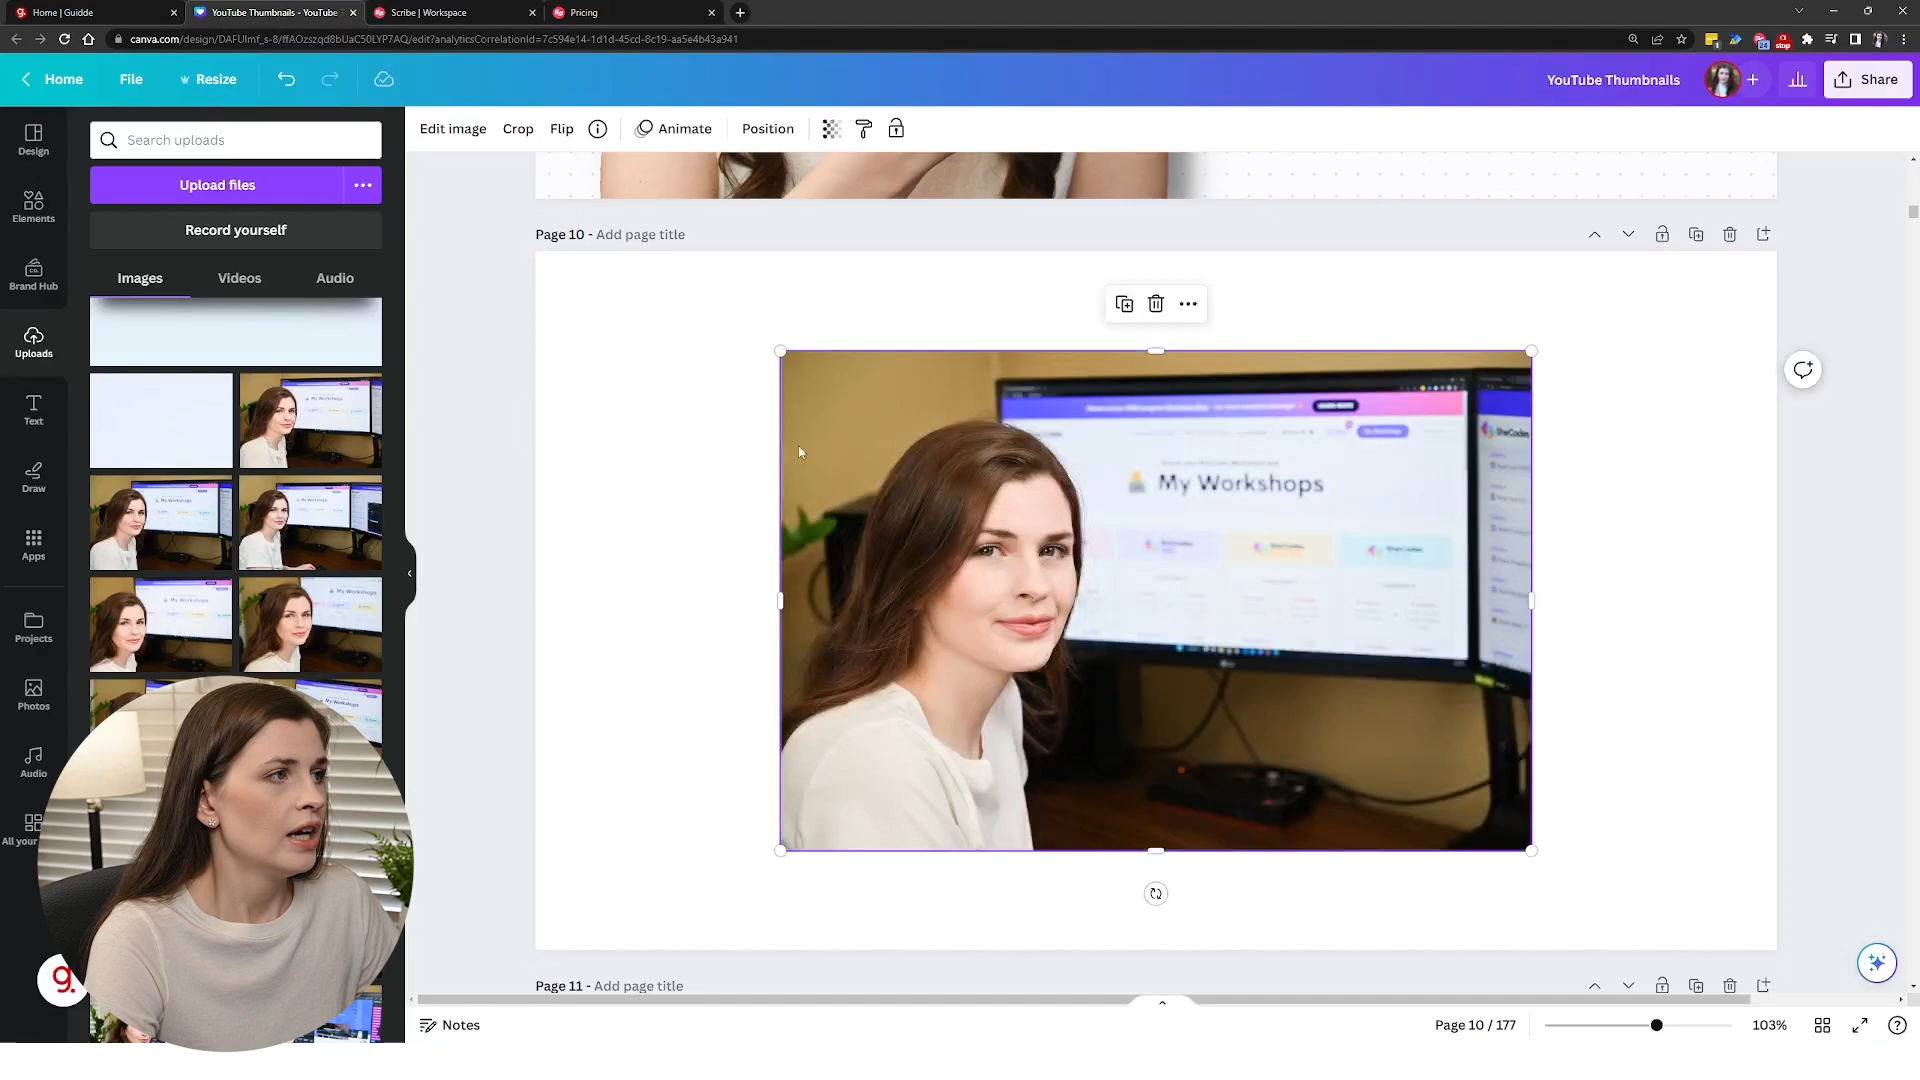 Home | Guidde
YouTube Thumbnails - YouTube T
Scribe | Workspace
Pricing
canva.com/design/DAFUlmf_s-8/ffAOzszqd8bUaC50LYP7AQ/edit?analyticsCorrelationId=7c594e14-1d1d-45cd-8c19-aa5e4b43a941
24
stop
Home
File
Resize
YouTube Thumbnails
Share
Design
Elements
Brand Hub
Uploads
Text
Draw
Apps
Projects
Photos
Audio
All your
Search uploads
Upload files
Record yourself
Images
Videos
Audio
Edit image
Crop
Flip
Animate
Position
Page 10 - Add page title
My Workshops
SheCodes
Page 11 - Add page title
g.
Notes
Page 10 / 177
103%